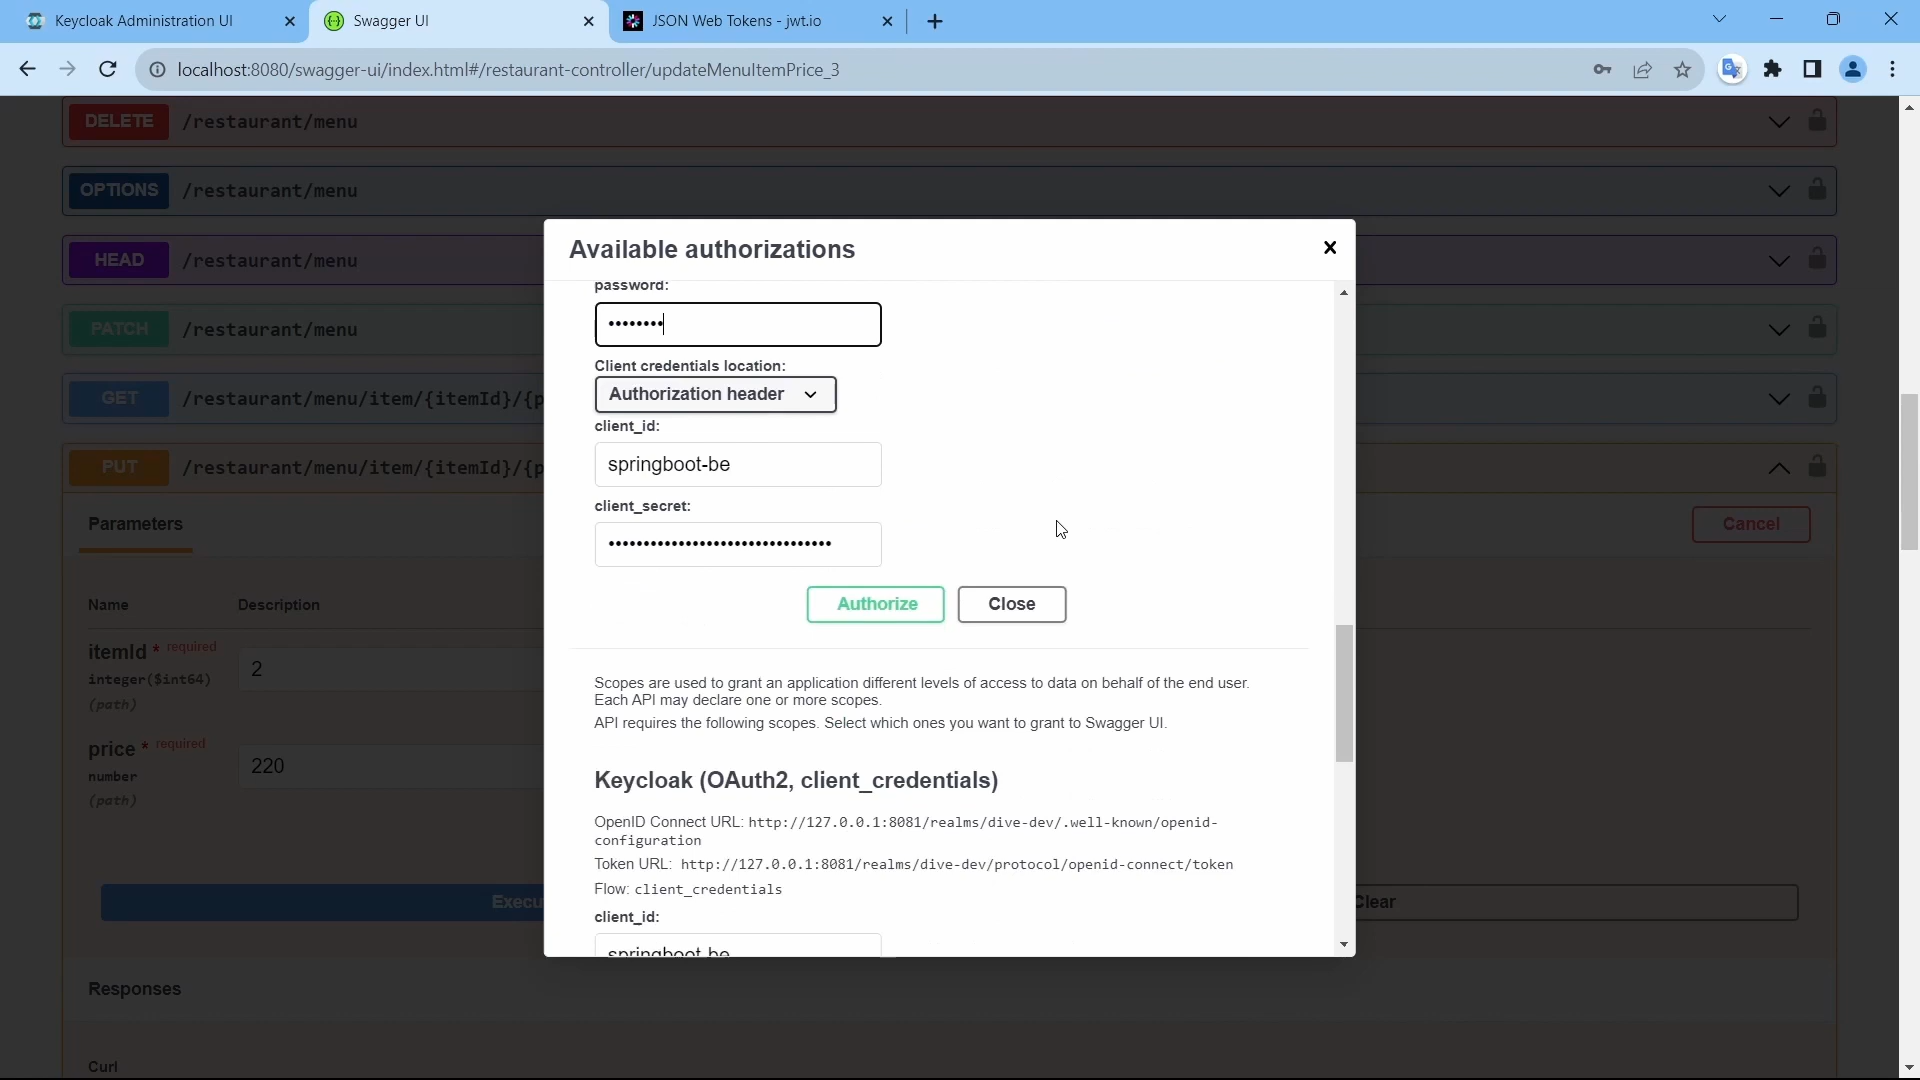 Keycloak Administration UI
Swagger UI
JSON Web Tokens - jwt.io
localhost:8080/swagger-ui/index.html#/restaurant-controller/updateMenuItemPrice_3
DELETE /restaurant/menu
OPTIONS /restaurant/menu
HEAD /restaurant/menu
PATCH /restaurant/menu
GET /restaurant/menu/item/{itemId}/{p
PUT /restaurant/menu/item/{itemId}/{p
Parameters
Cancel
Name Description
itemId * required
integer($int64)
(path)
2
price * required
number
(path)
220
Execu
Clear
Responses
Curl
Available authorizations
password:
••••••••
Client credentials location:
Authorization header
client_id:
springboot-be
client_secret:
••••••••••••••••••••••••••••••••
Authorize
Close
Scopes are used to grant an application different levels of access to data on behalf of the end user.
Each API may declare one or more scopes.
API requires the following scopes. Select which ones you want to grant to Swagger UI.
Keycloak (OAuth2, client_credentials)
OpenID Connect URL: http://127.0.0.1:8081/realms/dive-dev/.well-known/openid-
configuration
Token URL: http://127.0.0.1:8081/realms/dive-dev/protocol/openid-connect/token
Flow: client_credentials
client_id:
springboot-be